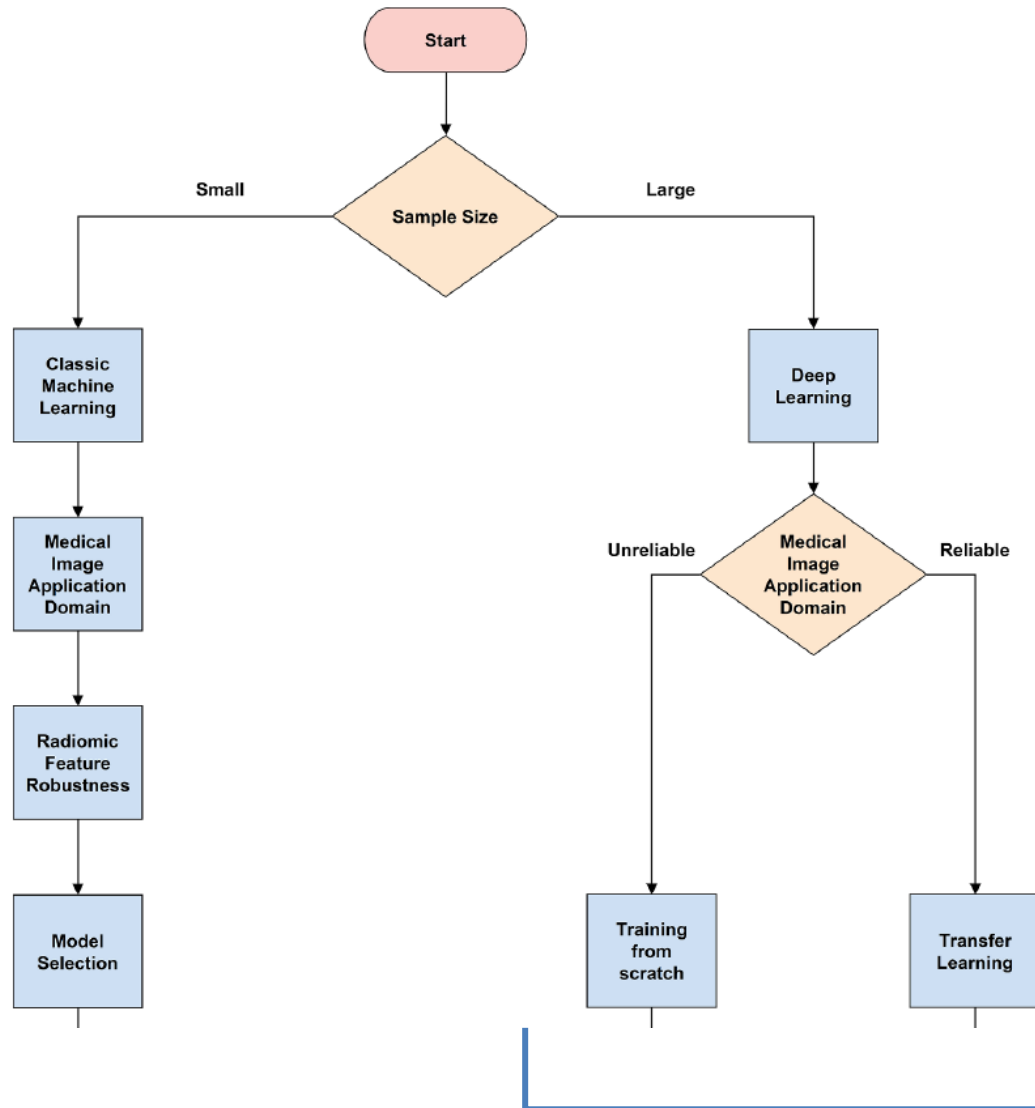 Start
Sample Size
Small
Large
Classic
Machine
Learning
Deep
Learning
Medical
Image
Application
Domain
Medical
Image
Application
Domain
Unreliable
Reliable
Radiomic
Feature
Robustness
Model
Selection
Training
from
scratch
Transfer
Learning